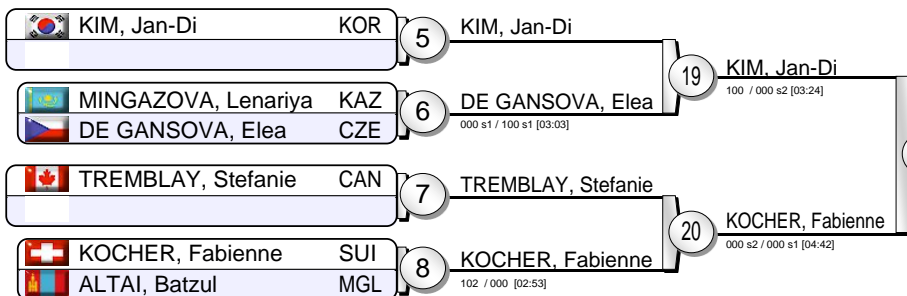 KIM, Jan-Di KOR
5
KIM, Jan-Di
MINGAZOVA, Lenariya KAZ
DE GANSOVA, Elea CZE
6
DE GANSOVA, Elea
000 s1 / 100 s1 [03:03]
19
KIM, Jan-Di
100 / 000 s2 [03:24]
TREMBLAY, Stefanie CAN
7
TREMBLAY, Stefanie
KOCHER, Fabienne SUI
ALTAI, Batzul MGL
8
KOCHER, Fabienne
102 / 000 [02:53]
20
KOCHER, Fabienne
000 s2 / 000 s1 [04:42]